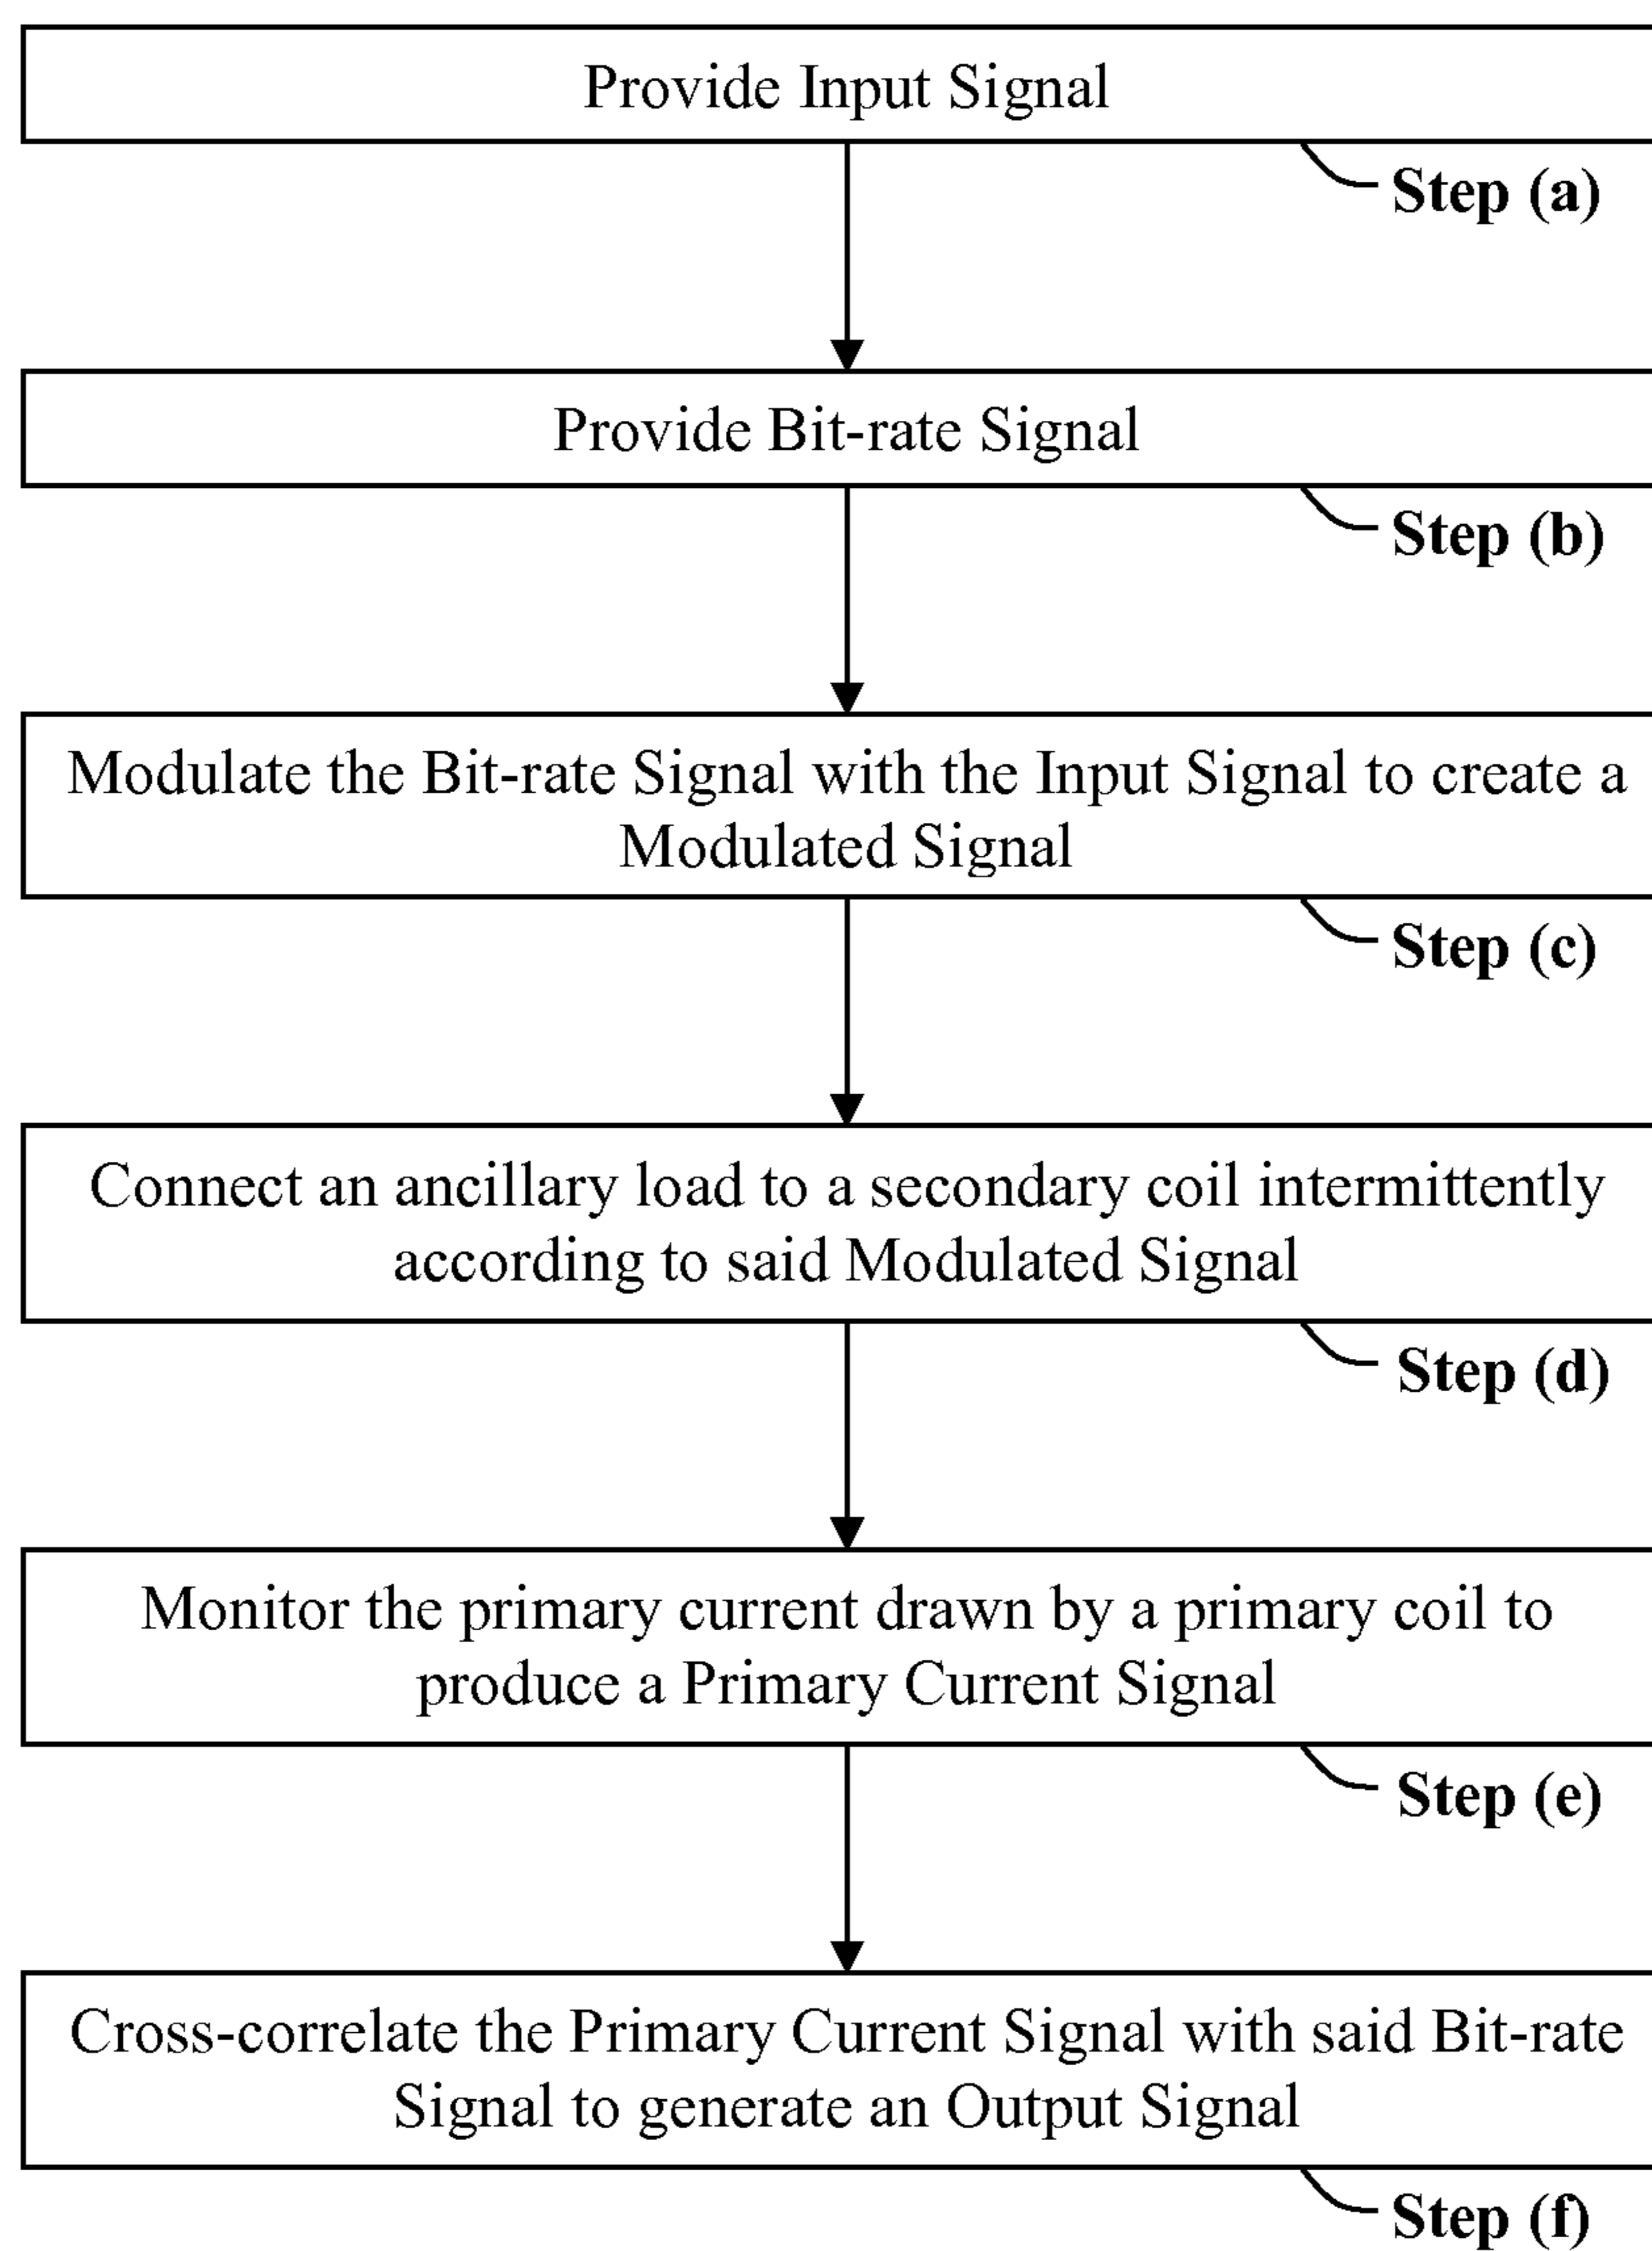 Provide Input Signal
Step (a)
Provide Bit-rate Signal
Step (b)
Modulate the Bit-rate Signal with the Input Signal to create a
Modulated Signal
Step (c)
Connect an ancillary load to a secondary coil intermittently
according to said Modulated Signal
Step (d)
Monitor the primary current drawn by a primary coil to
produce a Primary Current Signal
Step (e)
Cross-correlate the Primary Current Signal with said Bit-rate
Signal to generate an Output Signal
Step (f)